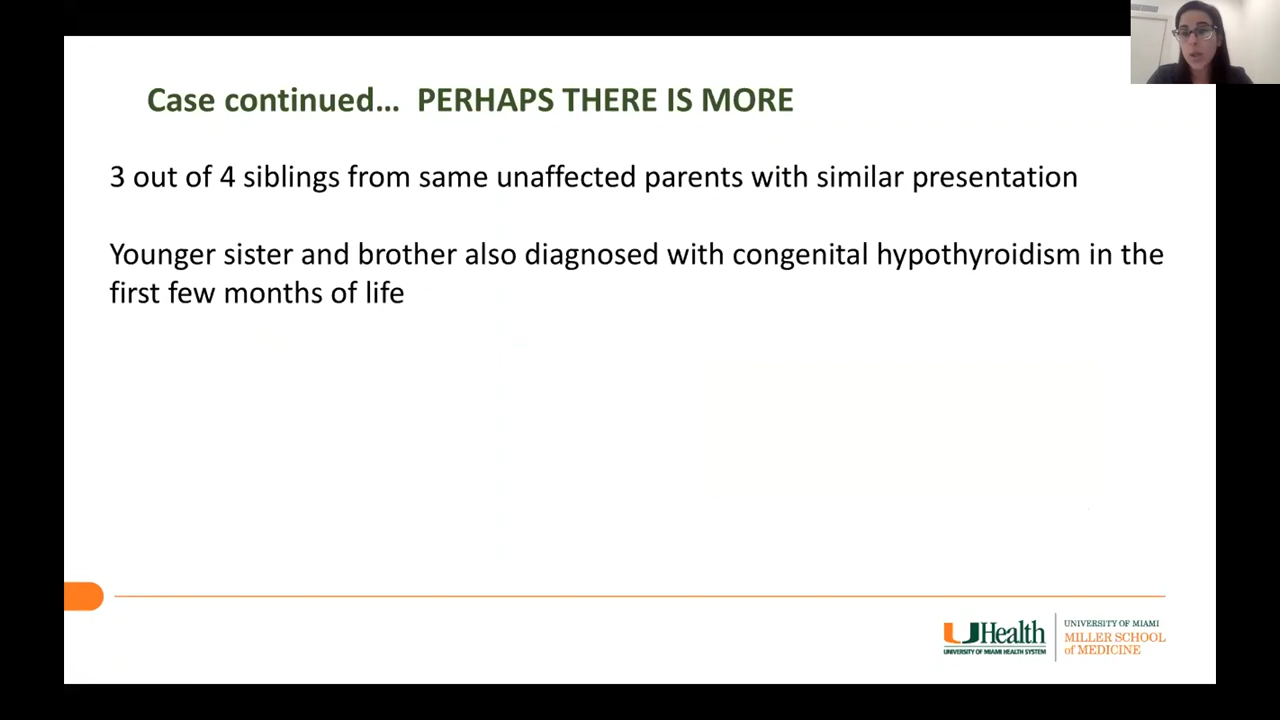 Case continued... PERHAPS THERE IS MORE
3 out of 4 siblings from same unaffected parents with similar presentation
Younger sister and brother also diagnosed with congenital hypothyroidism in the
first few months of life
UHealth
UNIVERSITY OF MIAMI HEALTH SYSTEM
UNIVERSITY OF MIAMI
MILLER SCHOOL
of MEDICINE